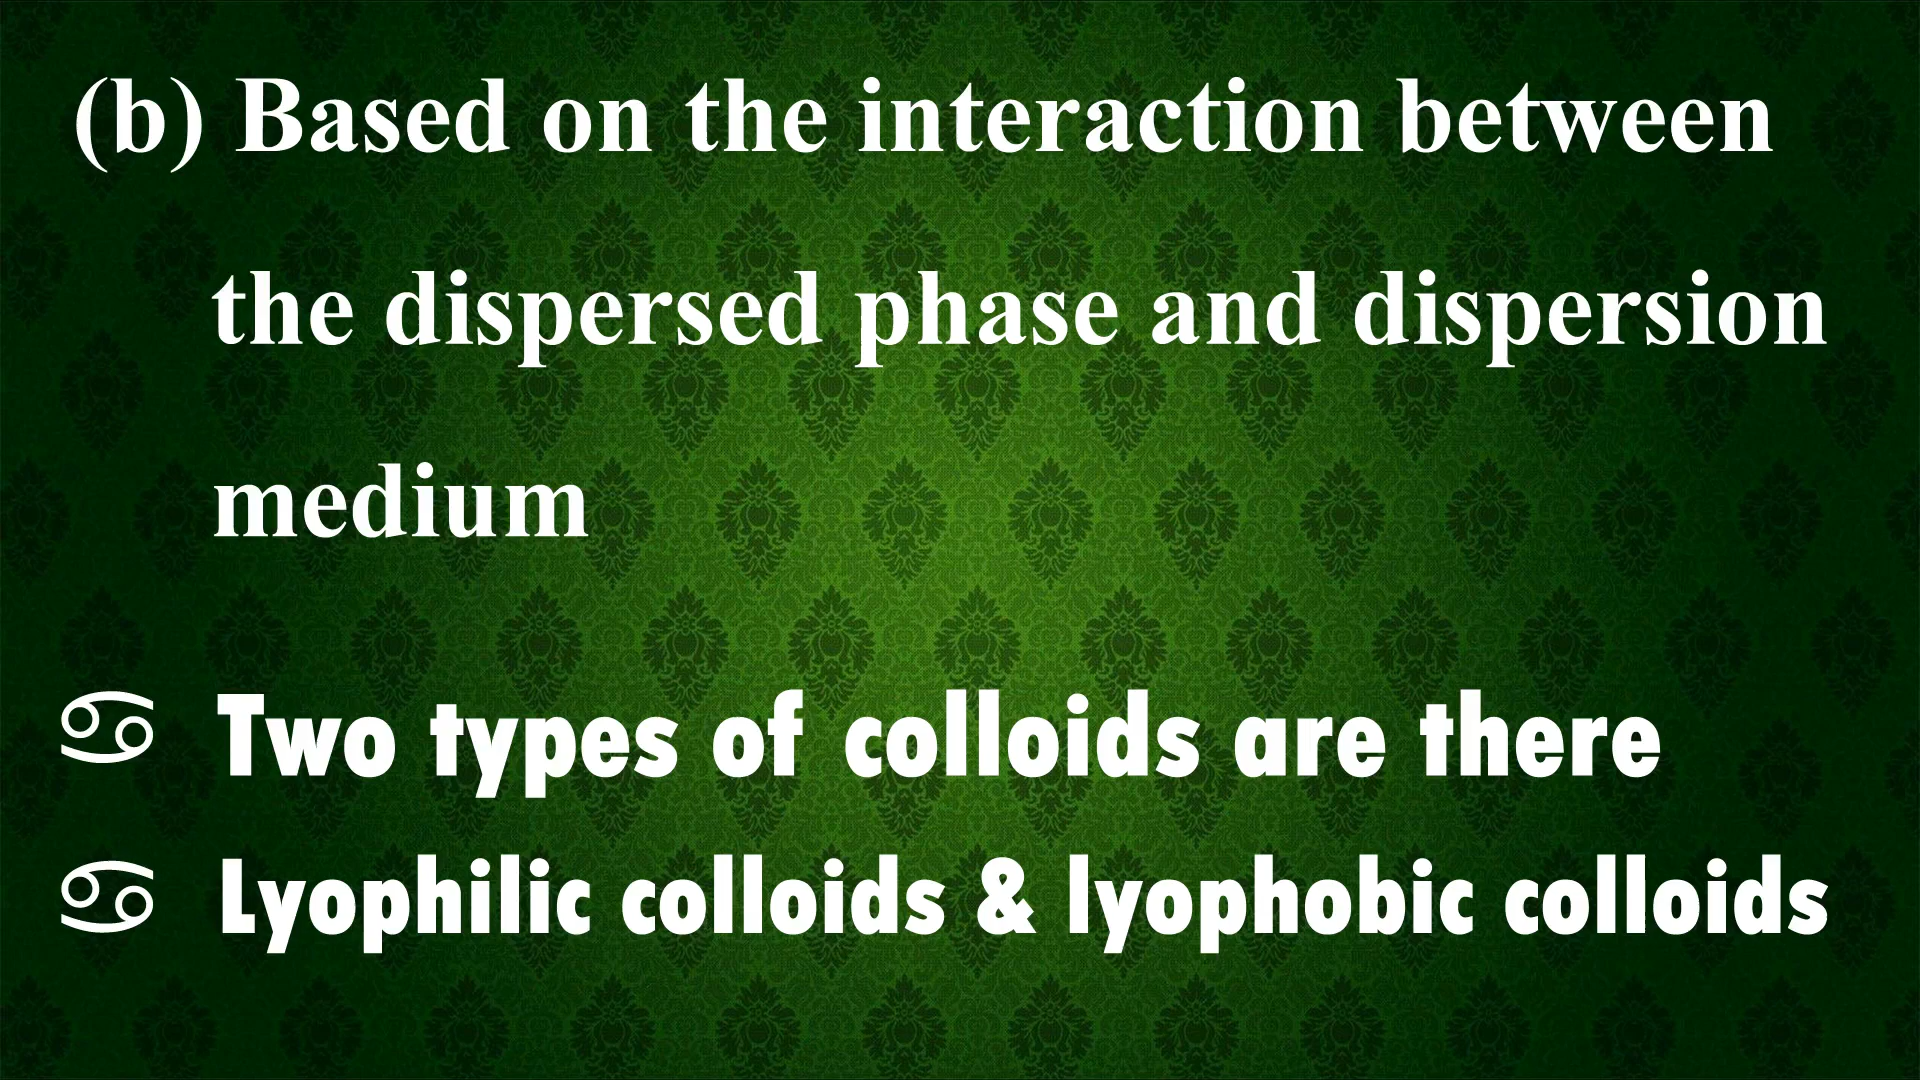 (b) Based on the interaction between
the dispersed phase and dispersion
medium
♋ Two types of colloids are there
♋ Lyophilic colloids & lyophobic colloids